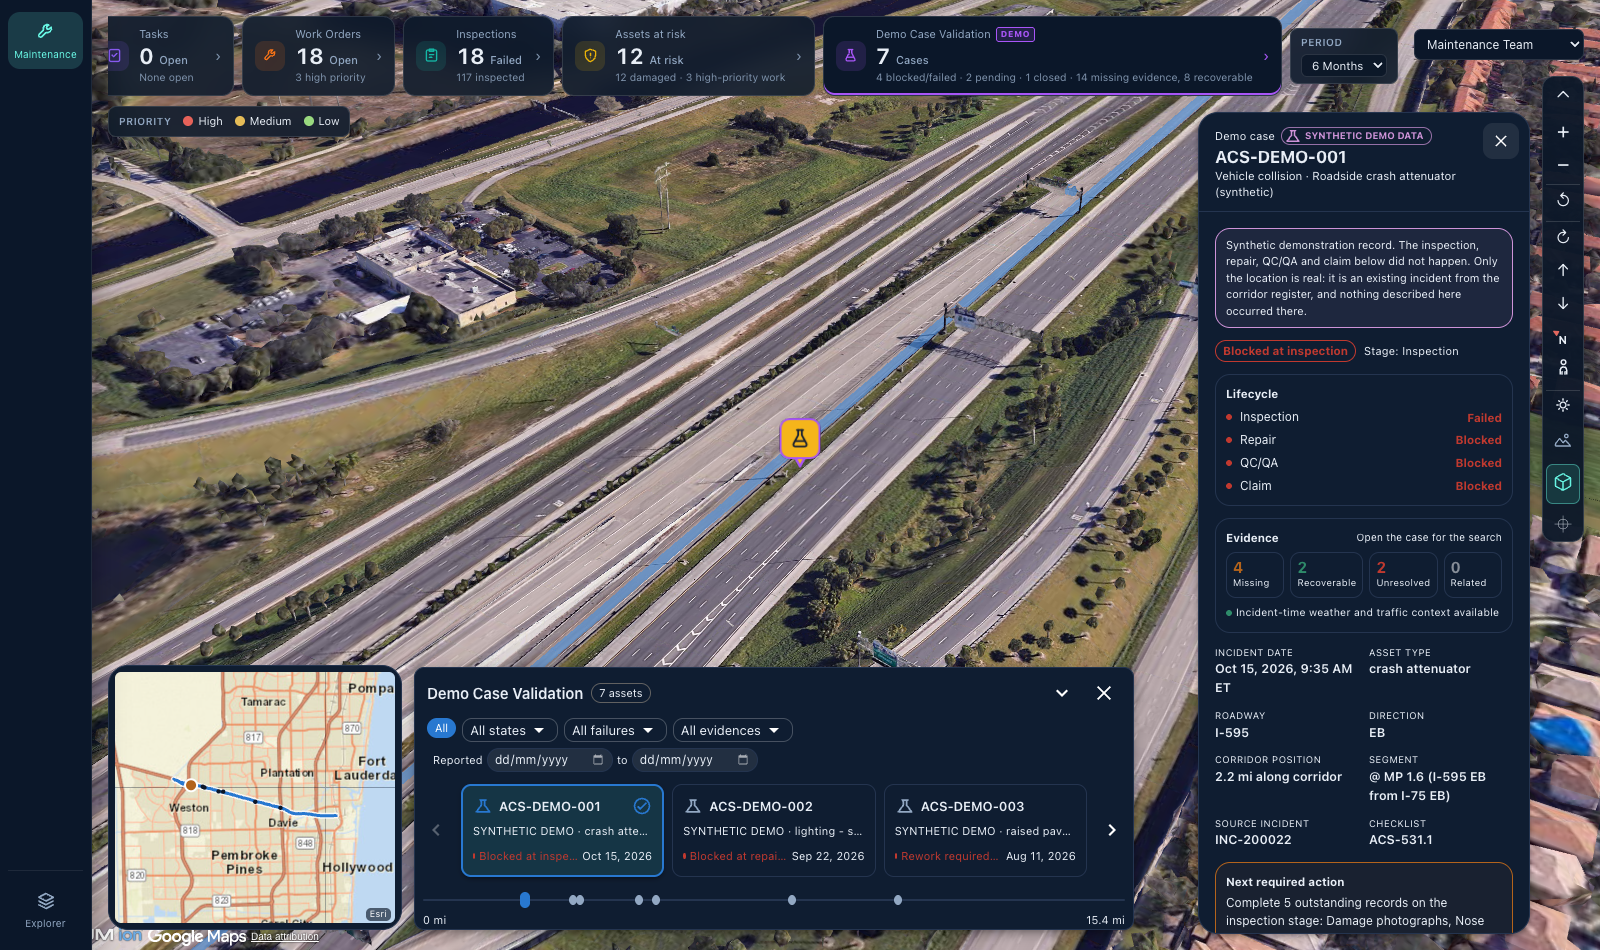 Maintenance
Tasks
0 Open
None open
Work Orders
18 Open
3 high priority
Inspections
18 Failed
117 inspected
Assets at risk
12 At risk
12 damaged · 3 high-priority work
Demo Case Validation DEMO
7 Cases
4 blocked/failed · 2 pending · 1 closed · 14 missing evidence, 8 recoverable
PERIOD
6 Months
Maintenance Team
PRIORITY High Medium Low
Demo case SYNTHETIC DEMO DATA
ACS-DEMO-001
Vehicle collision · Roadside crash attenuator
(synthetic)
Synthetic demonstration record. The inspection,
repair, QC/QA and claim below did not happen. Only
the location is real: it is an existing incident from the
corridor register, and nothing described here
occurred there.
Blocked at inspection Stage: Inspection
Lifecycle
Inspection Failed
Repair Blocked
QC/QA Blocked
Claim Blocked
Evidence Open the case for the search
4 Missing
2 Recoverable
2 Unresolved
0 Related
Incident-time weather and traffic context available
INCIDENT DATE
Oct 15, 2026, 9:35 AM
ET
ASSET TYPE
crash attenuator
ROADWAY
I-595
DIRECTION
EB
CORRIDOR POSITION
2.2 mi along corridor
SEGMENT
@ MP 1.6 (I-595 EB
from I-75 EB)
SOURCE INCIDENT
INC-200022
CHECKLIST
ACS-531.1
Next required action
Complete 5 outstanding records on the
inspection stage: Damage photographs, Nose
N
Demo Case Validation 7 assets
All All states All failures All evidences
Reported dd/mm/yyyy to dd/mm/yyyy
ACS-DEMO-001
SYNTHETIC DEMO · crash atte...
Blocked at inspe... Oct 15, 2026
ACS-DEMO-002
SYNTHETIC DEMO · lighting - s...
Blocked at repai... Sep 22, 2026
ACS-DEMO-003
SYNTHETIC DEMO · raised pav...
Rework required... Aug 11, 2026
0 mi 15.4 mi
Pompa
Tamarac
870
817
Fort
Lauderda
Plantation
Weston
Davie
818
848
Pembroke
Pines
Hollywood
820
823
Esri
Explorer
Google Maps Data attribution